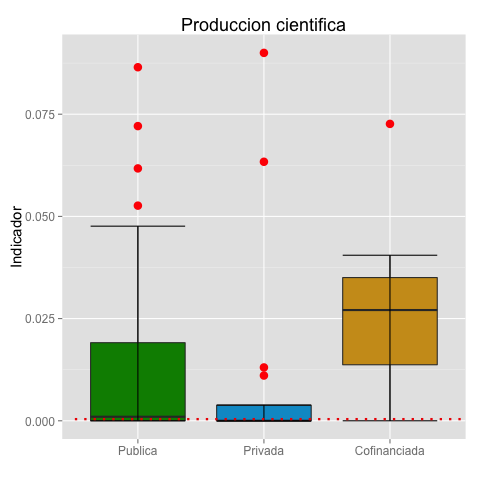 Produccion cientifica
Indicador
0.075
0.050
0.025
0.000
Publica
Privada
Cofinanciada